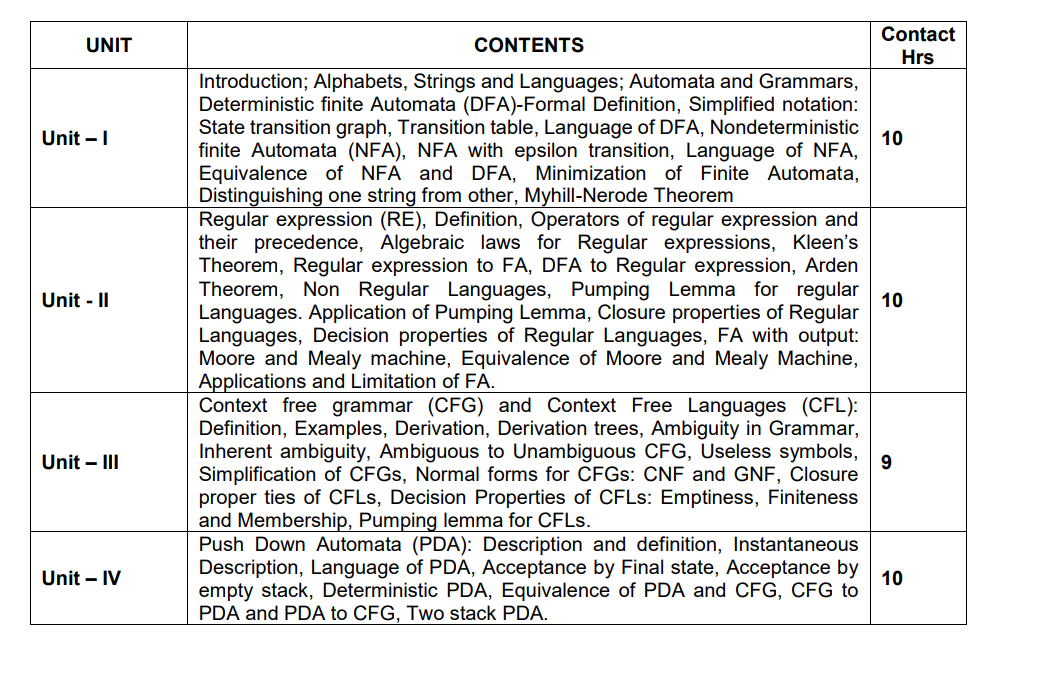 UNIT
CONTENTS
Contact
Hrs
Unit – I
Introduction; Alphabets, Strings and Languages; Automata and Grammars,
Deterministic finite Automata (DFA)-Formal Definition, Simplified notation:
State transition graph, Transition table, Language of DFA, Nondeterministic
finite Automata (NFA), NFA with epsilon transition, Language of NFA,
Equivalence of NFA and DFA, Minimization of Finite Automata,
Distinguishing one string from other, Myhill-Nerode Theorem
10
Unit - II
Regular expression (RE), Definition, Operators of regular expression and
their precedence, Algebraic laws for Regular expressions, Kleen’s
Theorem, Regular expression to FA, DFA to Regular expression, Arden
Theorem, Non Regular Languages, Pumping Lemma for regular
Languages. Application of Pumping Lemma, Closure properties of Regular
Languages, Decision properties of Regular Languages, FA with output:
Moore and Mealy machine, Equivalence of Moore and Mealy Machine,
Applications and Limitation of FA.
10
Unit – III
Context free grammar (CFG) and Context Free Languages (CFL):
Definition, Examples, Derivation, Derivation trees, Ambiguity in Grammar,
Inherent ambiguity, Ambiguous to Unambiguous CFG, Useless symbols,
Simplification of CFGs, Normal forms for CFGs: CNF and GNF, Closure
proper ties of CFLs, Decision Properties of CFLs: Emptiness, Finiteness
and Membership, Pumping lemma for CFLs.
9
Unit – IV
Push Down Automata (PDA): Description and definition, Instantaneous
Description, Language of PDA, Acceptance by Final state, Acceptance by
empty stack, Deterministic PDA, Equivalence of PDA and CFG, CFG to
PDA and PDA to CFG, Two stack PDA.
10